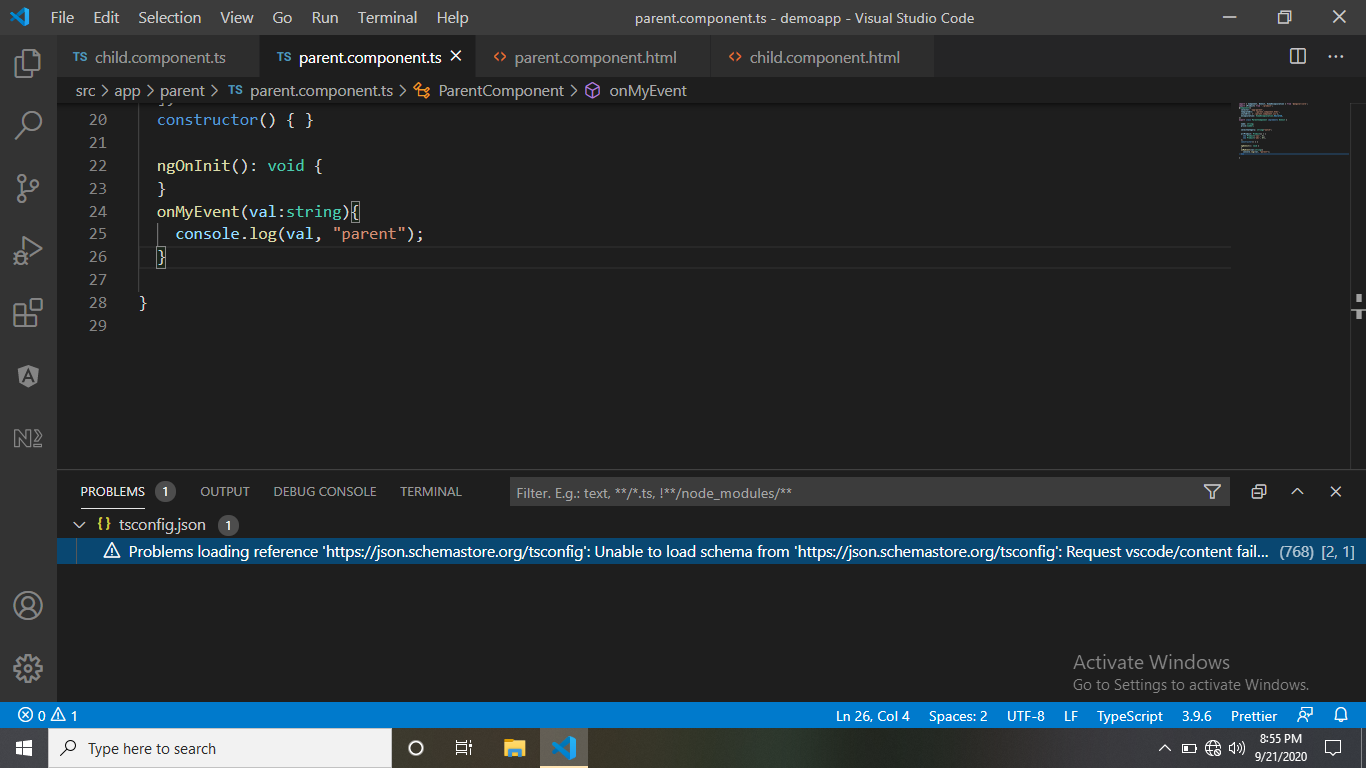 File Edit Selection View Go Run Terminal Help parent.component.ts - demoapp - Visual Studio Code
TS child.component.ts TS parent.component.ts <> parent.component.html <> child.component.html
src > app > parent > TS parent.component.ts > ParentComponent > onMyEvent
20 constructor() { }
21
22 ngOnInit(): void {
23 }
24 onMyEvent(val:string){
25 console.log(val, "parent");
26 }
27
28 }
29
PROBLEMS 1 OUTPUT DEBUG CONSOLE TERMINAL Filter. E.g.: text, **/*.ts, !**/node_modules/**
{} tsconfig.json 1
Problems loading reference 'https://json.schemastore.org/tsconfig': Unable to load schema from 'https://json.schemastore.org/tsconfig': Request vscode/content fail... (768) [2, 1]
Activate Windows
Go to Settings to activate Windows.
0 1 Ln 26, Col 4 Spaces: 2 UTF-8 LF TypeScript 3.9.6 Prettier
Type here to search
8:55 PM
9/21/2020